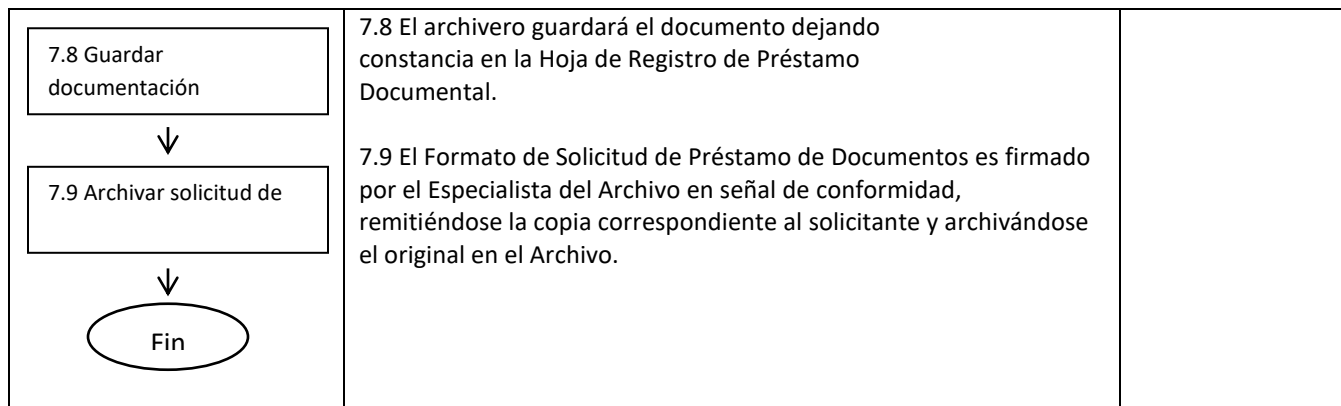 7.8 Guardar
documentación
7.9 Archivar solicitud de
Fin
7.8 El archivero guardará el documento dejando
constancia en la Hoja de Registro de Préstamo
Documental.
7.9 El Formato de Solicitud de Préstamo de Documentos es firmado
por el Especialista del Archivo en señal de conformidad,
remitiéndose la copia correspondiente al solicitante y archivándose
el original en el Archivo.